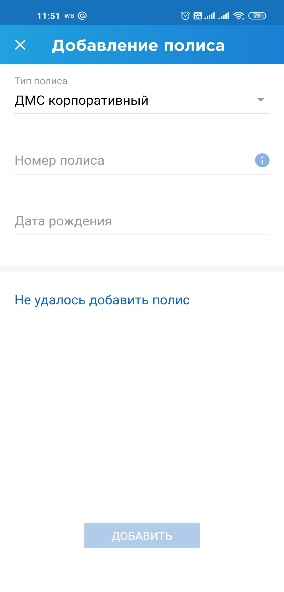 11:51
Добавление полиса
Тип полиса
ДМС корпоративный
Номер полиса
Дата рождения
Не удалось добавить полис
ДОБАВИТЬ